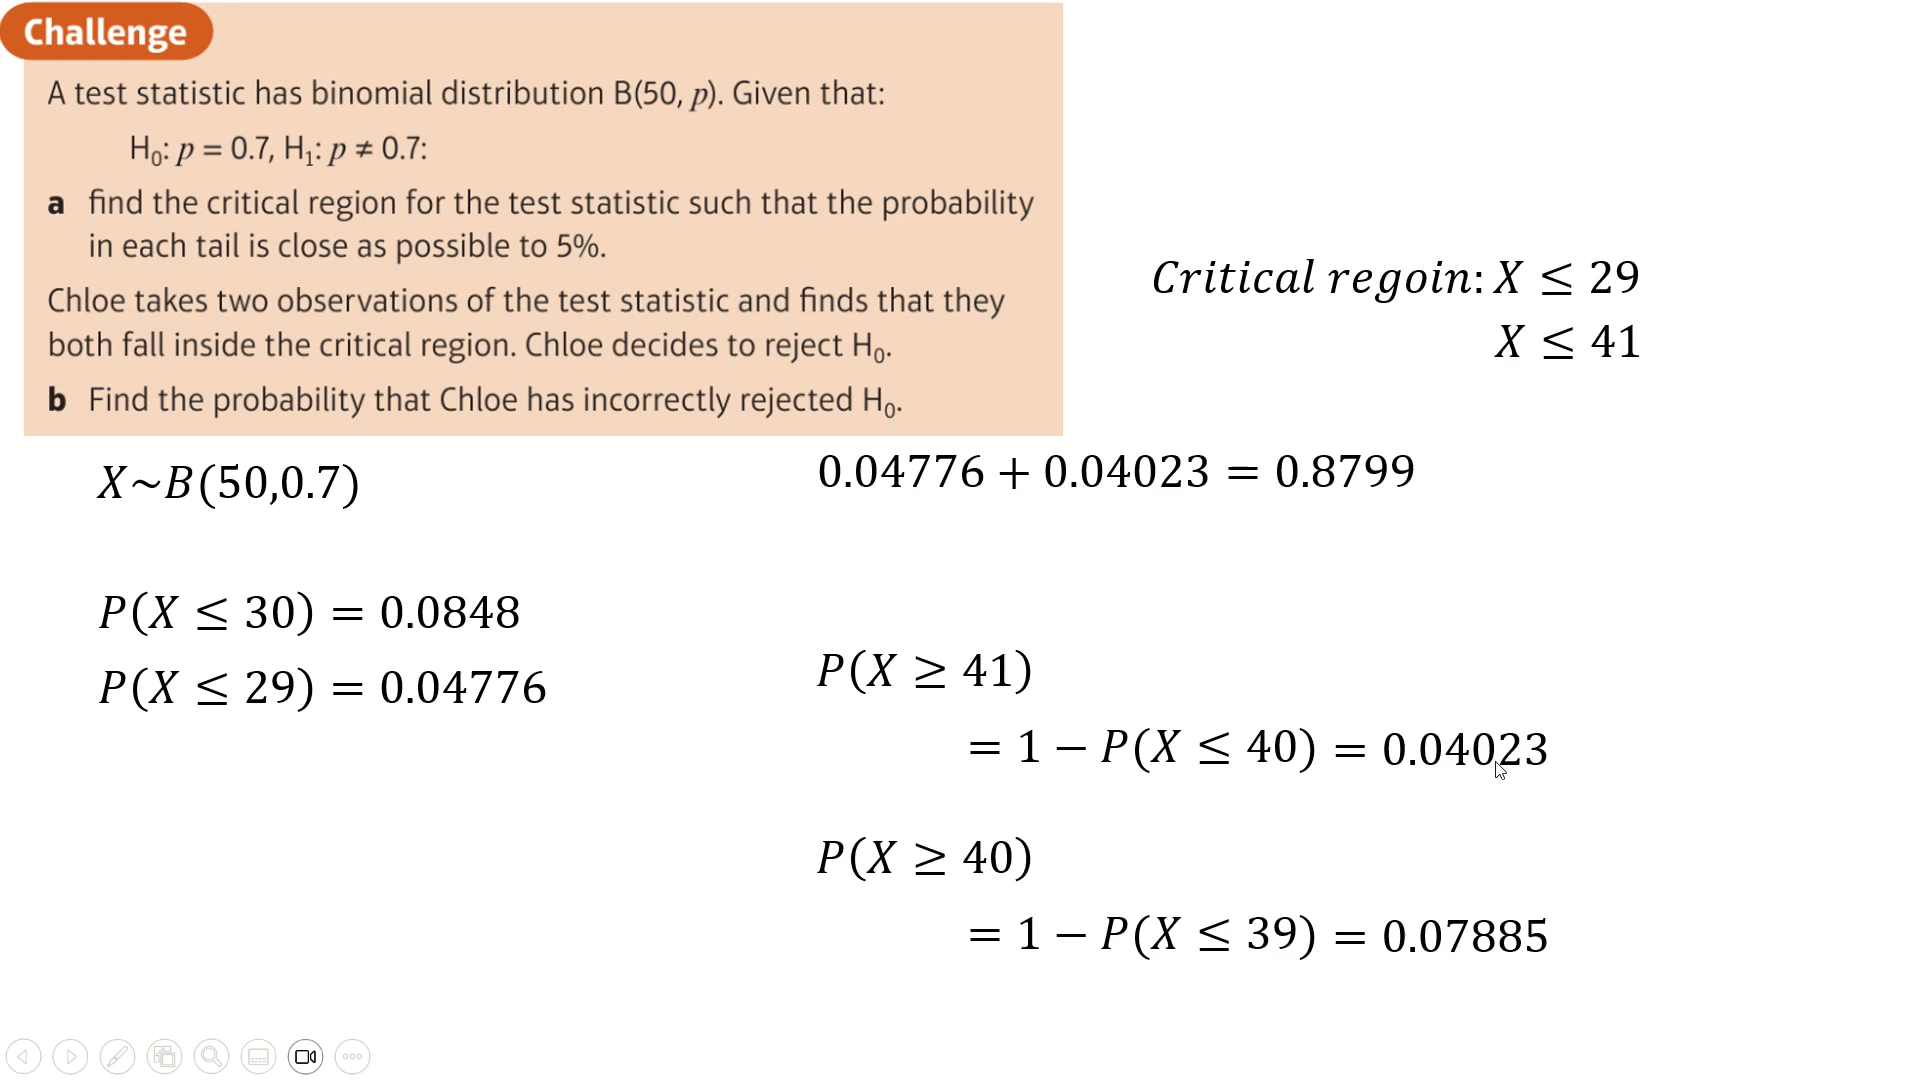 Challenge
A test statistic has binomial distribution B(50, p). Given that:
H₀: p = 0.7, H₁: p ≠ 0.7:
a find the critical region for the test statistic such that the probability
in each tail is close as possible to 5%.
Chloe takes two observations of the test statistic and finds that they
both fall inside the critical region. Chloe decides to reject H₀.
b Find the probability that Chloe has incorrectly rejected H₀.
Critical regoin: X ≤ 29
X ≤ 41
X~B(50,0.7)
P(X ≤ 30) = 0.0848
P(X ≤ 29) = 0.04776
0.04776 + 0.04023 = 0.8799
P(X ≥ 41)
= 1 − P(X ≤ 40) = 0.04023
P(X ≥ 40)
= 1 − P(X ≤ 39) = 0.07885